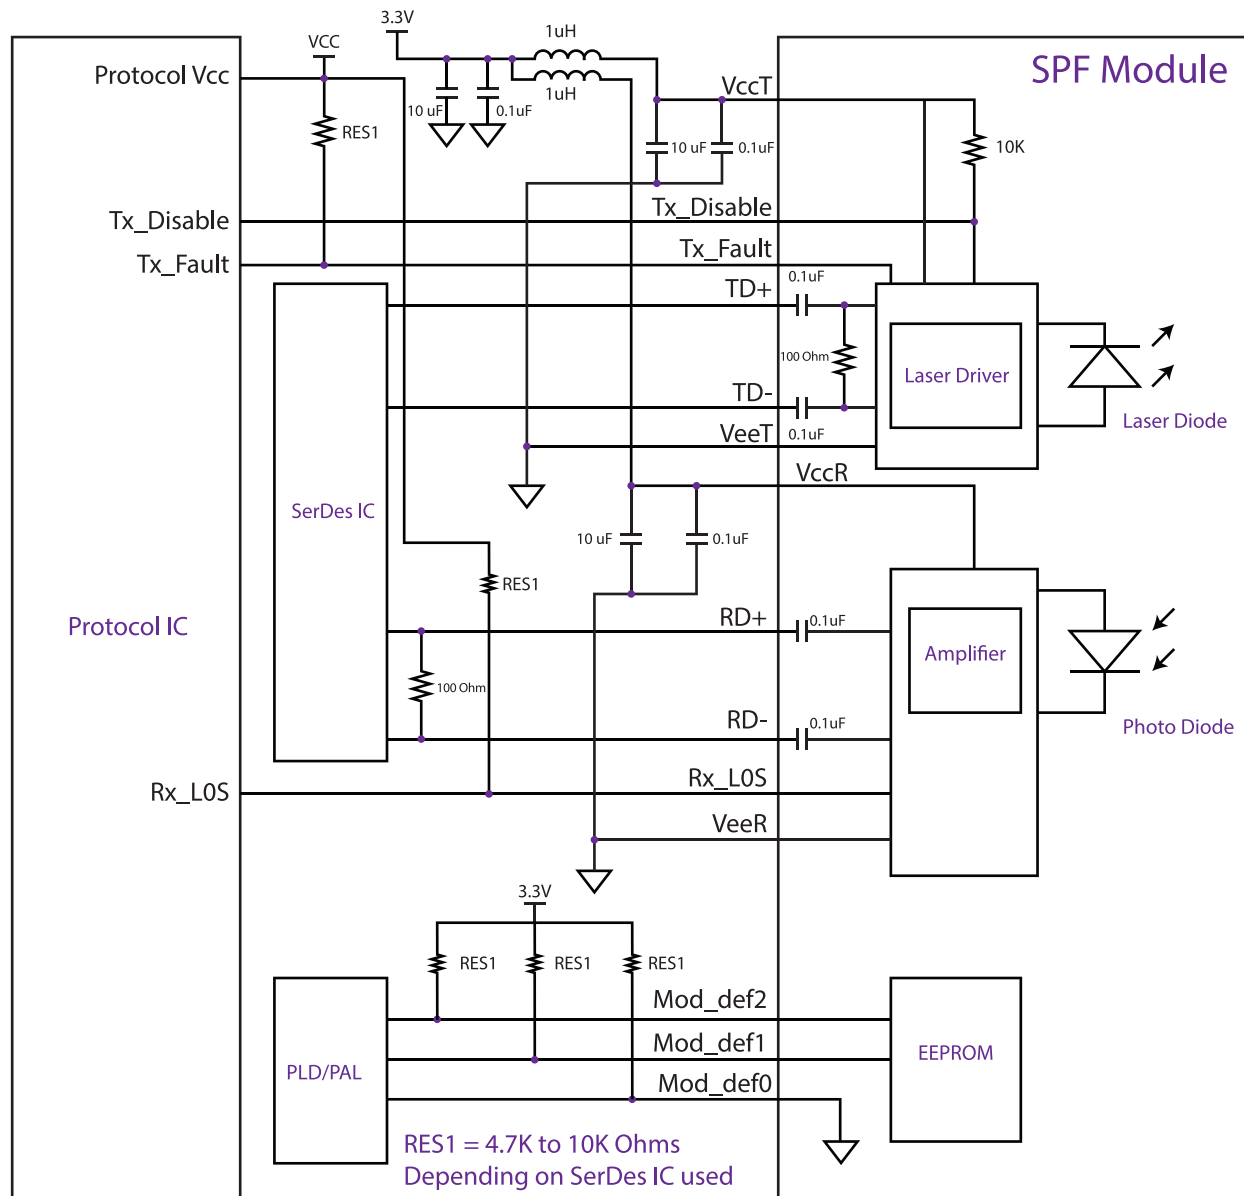 3.3V
1uH
VCC
SPF Module
Protocol Vcc
VccT
1uH
10 uF
0.1uF
RES1
10 uF
0.1uF
10K
Tx_Disable
Tx_Disable
Tx_Fault
Tx_Fault
0.1uF
TD+
100 Ohm
Laser Driver
TD-
Laser Diode
VeeT
0.1uF
VccR
SerDes IC
10 uF
0.1uF
RES1
Protocol IC
RD+
0.1uF
Amplifier
100 Ohm
RD-
0.1uF
Photo Diode
Rx_L0S
Rx_L0S
VeeR
3.3V
RES1
RES1
RES1
Mod_def2
Mod_def1
EEPROM
PLD/PAL
Mod_def0
RES1 = 4.7K to 10K Ohms
Depending on SerDes IC used